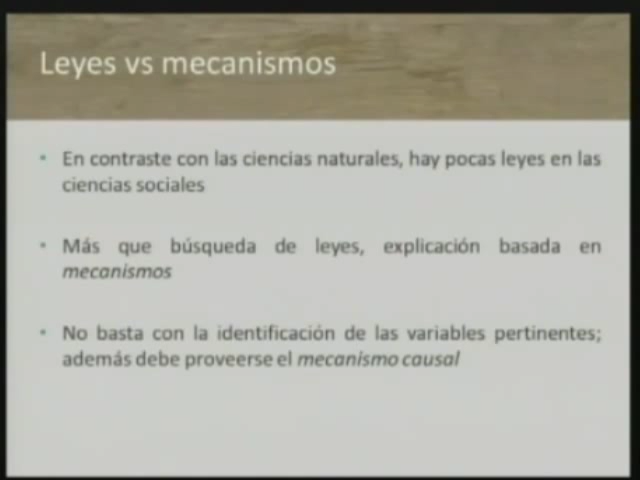 Leyes vs mecanismos
• En contraste con las ciencias naturales, hay pocas leyes en las
ciencias sociales
• Más que búsqueda de leyes, explicación basada en
mecanismos
• No basta con la identificación de las variables pertinentes;
además debe proveerse el mecanismo causal